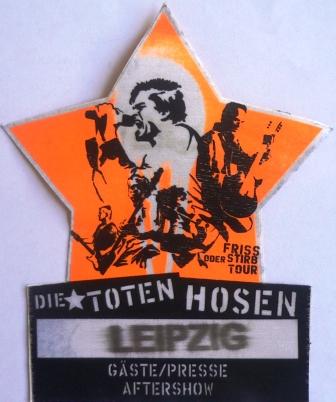 FRISS
ODER STIRB
TOUR
DIE★TOTEN HOSEN
LEIPZIG
GÄSTE/PRESSE
AFTERSHOW